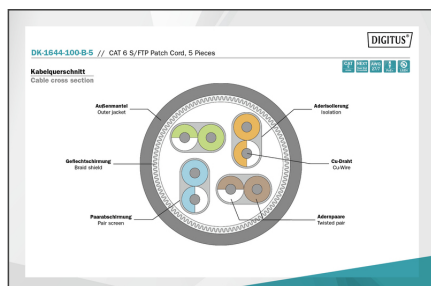 DIGITUS®
DK-1644-100-B-5 // CAT 6 S/FTP Patch Cord, 5 Pieces
Kabelquerschnitt
Cable cross section
Außenmantel
Outer jacket
Aderisolierung
Isolation
Geflechtschirmung
Braid shield
Cu-Draht
Cu-Wire
Paarabschirmung
Pair screen
Adernpaare
Twisted pair